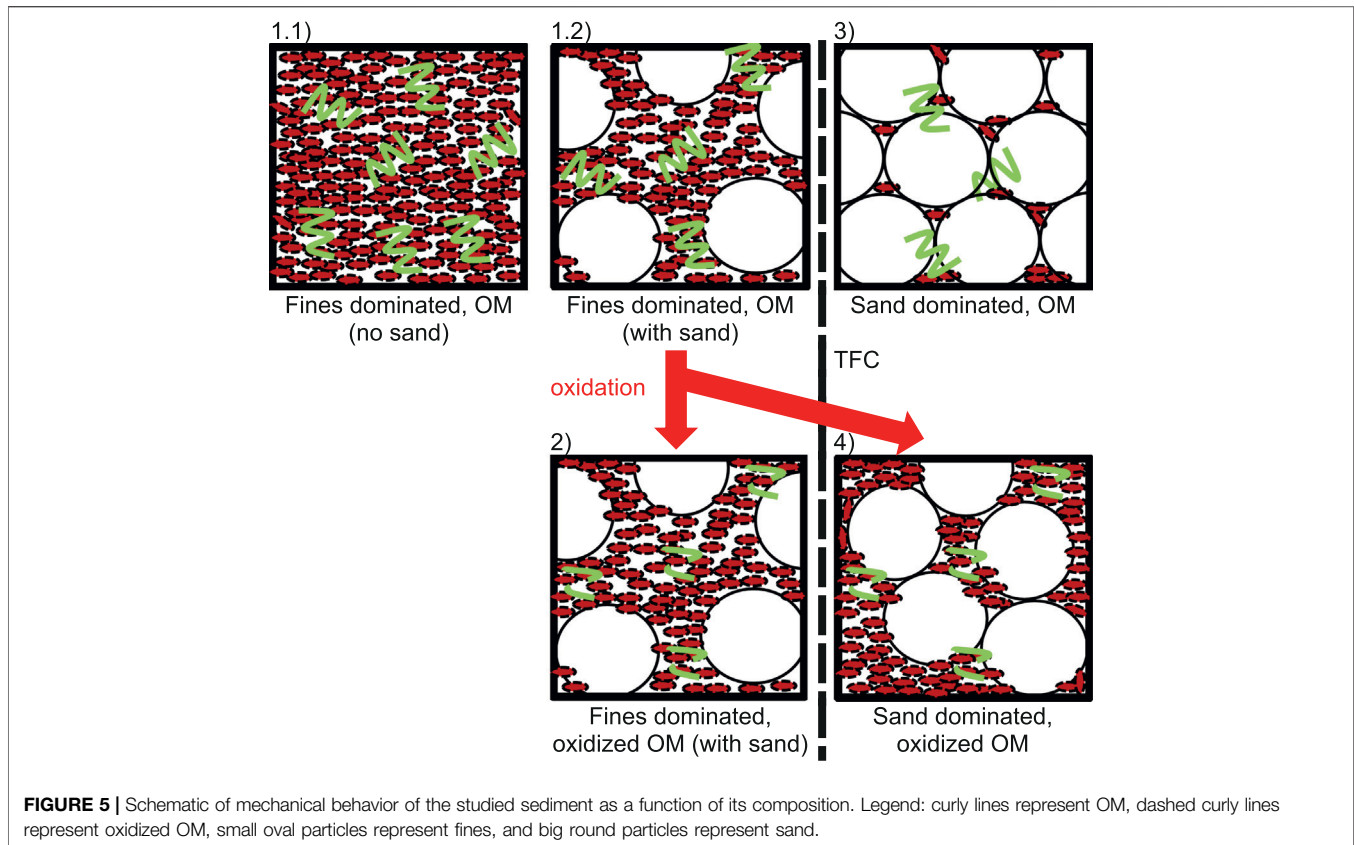 1.1)
1.2)
3)
Fines dominated, OM
(no sand)
Fines dominated, OM
(with sand)
Sand dominated, OM
TFC
oxidation
2)
4)
Fines dominated,
oxidized OM (with sand)
Sand dominated,
oxidized OM
FIGURE 5 | Schematic of mechanical behavior of the studied sediment as a function of its composition. Legend: curly lines represent OM, dashed curly lines
represent oxidized OM, small oval particles represent fines, and big round particles represent sand.